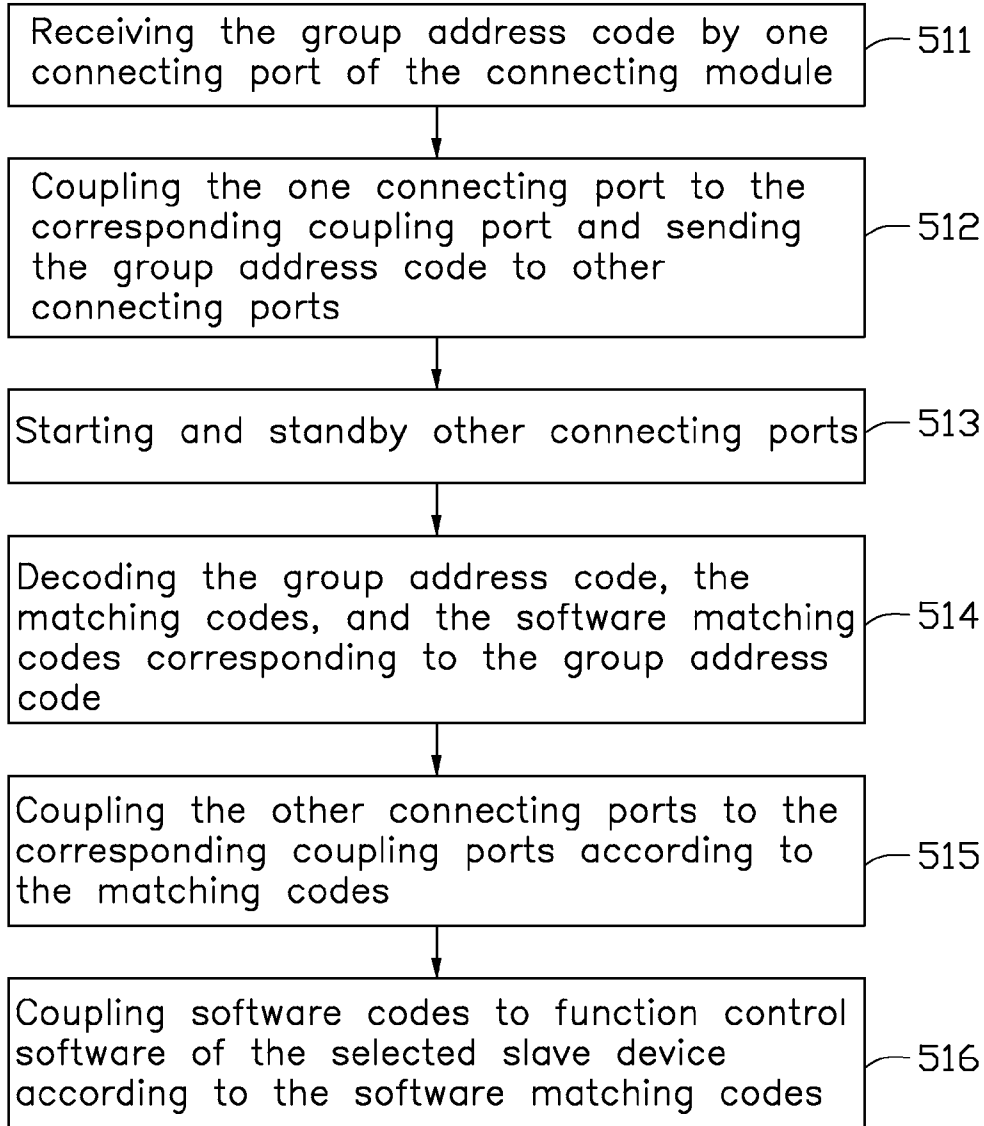 Receiving the group address code by one
connecting port of the connecting module
511
Coupling the one connecting port to the
corresponding coupling port and sending
the group address code to other
connecting ports
512
Starting and standby other connecting ports
513
Decoding the group address code, the
matching codes, and the software matching
codes corresponding to the group address
code
514
Coupling the other connecting ports to the
corresponding coupling ports according to
the matching codes
515
Coupling software codes to function control
software of the selected slave device
according to the software matching codes
516